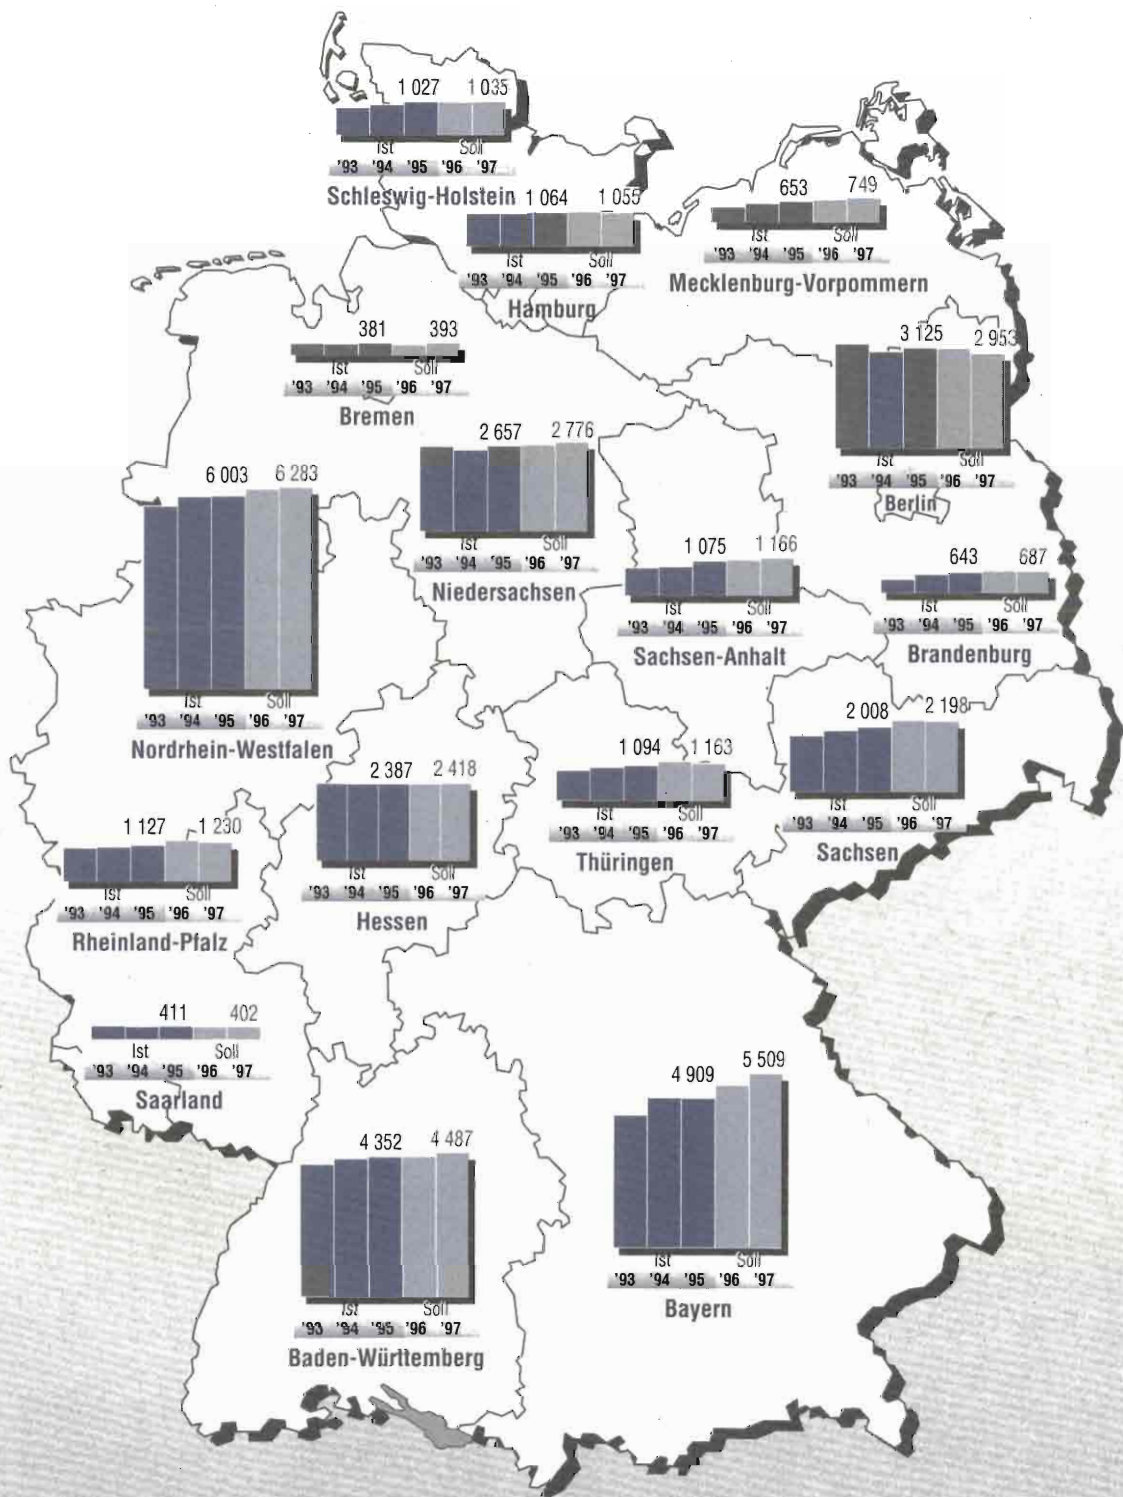 1 027 1 035
Ist Soll
'93 '94 '95 '96 '97
Schleswig-Holstein
1 064 1 055
Ist Soll
'93 '94 '95 '96 '97
Hamburg
653 749
Ist Soll
'93 '94 '95 '96 '97
Mecklenburg-Vorpommern
381 393
Ist Soll
'93 '94 '95 '96 '97
Bremen
3 125 2 953
Ist Soll
'93 '94 '95 '96 '97
Berlin
2 657 2 776
Ist Soll
'93 '94 '95 '96 '97
Niedersachsen
6 003 6 283
Ist Soll
'93 '94 '95 '96 '97
Nordrhein-Westfalen
1 075 1 166
Ist Soll
'93 '94 '95 '96 '97
Sachsen-Anhalt
643 687
Ist Soll
'93 '94 '95 '96 '97
Brandenburg
2 387 2 418
Ist Soll
'93 '94 '95 '96 '97
Hessen
1 094 1 163
Ist Soll
'93 '94 '95 '96 '97
Thüringen
2 008 2 198
Ist Soll
'93 '94 '95 '96 '97
Sachsen
1 127 1 230
Ist Soll
'93 '94 '95 '96 '97
Rheinland-Pfalz
411 402
Ist Soll
'93 '94 '95 '96 '97
Saarland
4 352 4 487
Ist Soll
'93 '94 '95 '96 '97
Baden-Württemberg
4 909 5 509
Ist Soll
'93 '94 '95 '96 '97
Bayern